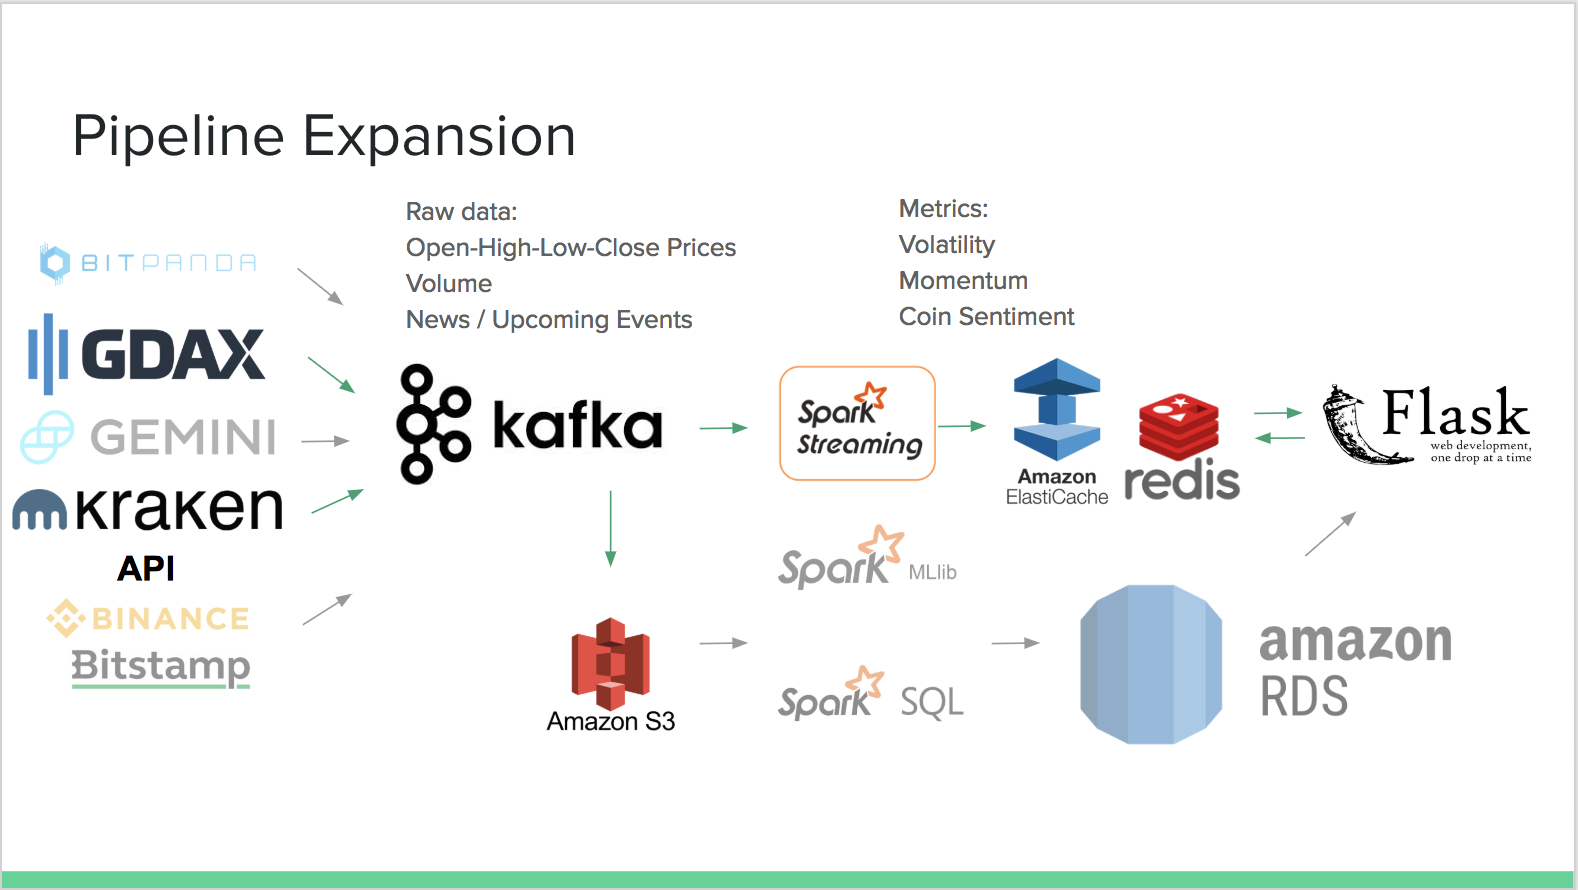 Pipeline Expansion
Raw data:
Open-High-Low-Close Prices
Volume
News / Upcoming Events
Metrics:
Volatility
Momentum
Coin Sentiment
BITPANDA
GDAX
GEMINI
kraken
API
BINANCE
Bitstamp
kafka
Amazon S3
Spark
Streaming
Spark MLlib
Spark SQL
Amazon
ElastiCache
redis
Flask
web development,
one drop at a time
amazon
RDS